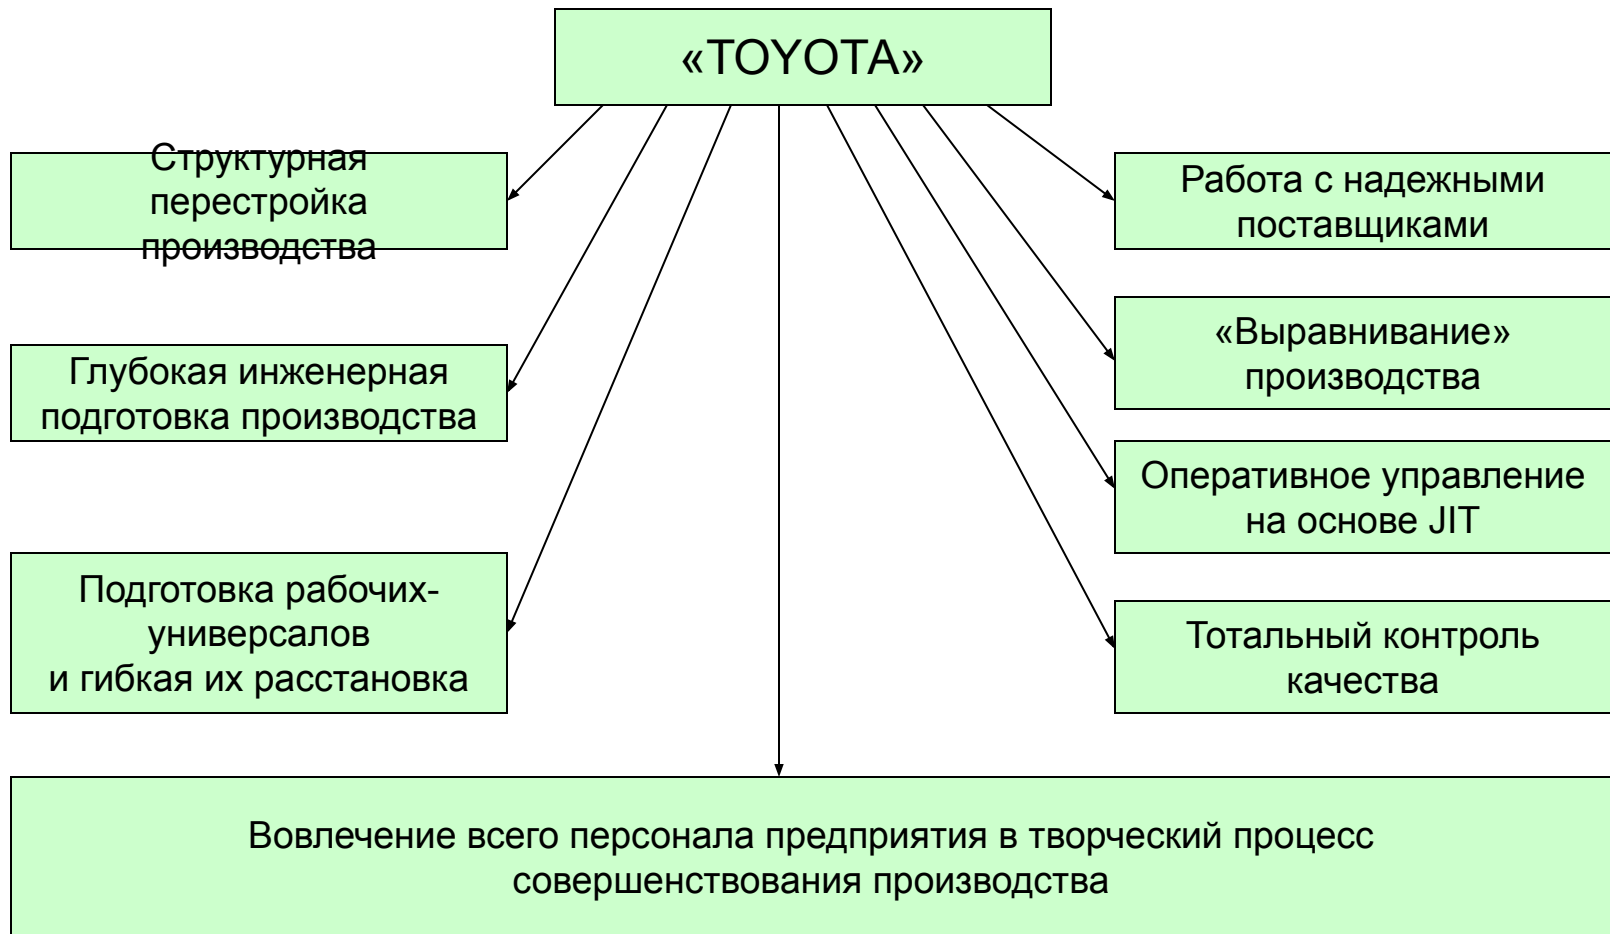 «TOYOTA»
Структурная
перестройка
производства
Глубокая инженерная
подготовка производства
Подготовка рабочих-
универсалов
и гибкая их расстановка
Работа с надежными
поставщиками
«Выравнивание»
производства
Оперативное управление
на основе JIT
Тотальный контроль
качества
Вовлечение всего персонала предприятия в творческий процесс
совершенствования производства